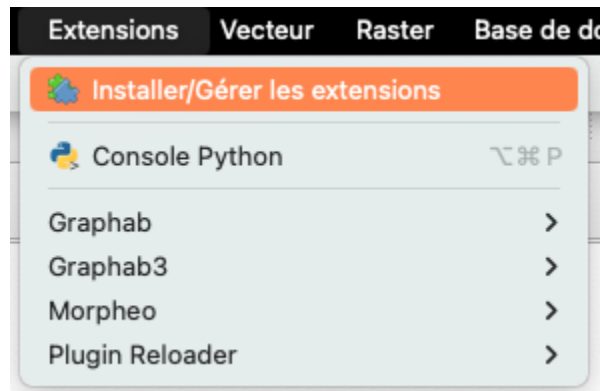 Extensions Vecteur Raster Base de do
Installer/Gérer les extensions
Console Python ⌥⌘P
Graphab
Graphab3
Morpheo
Plugin Reloader